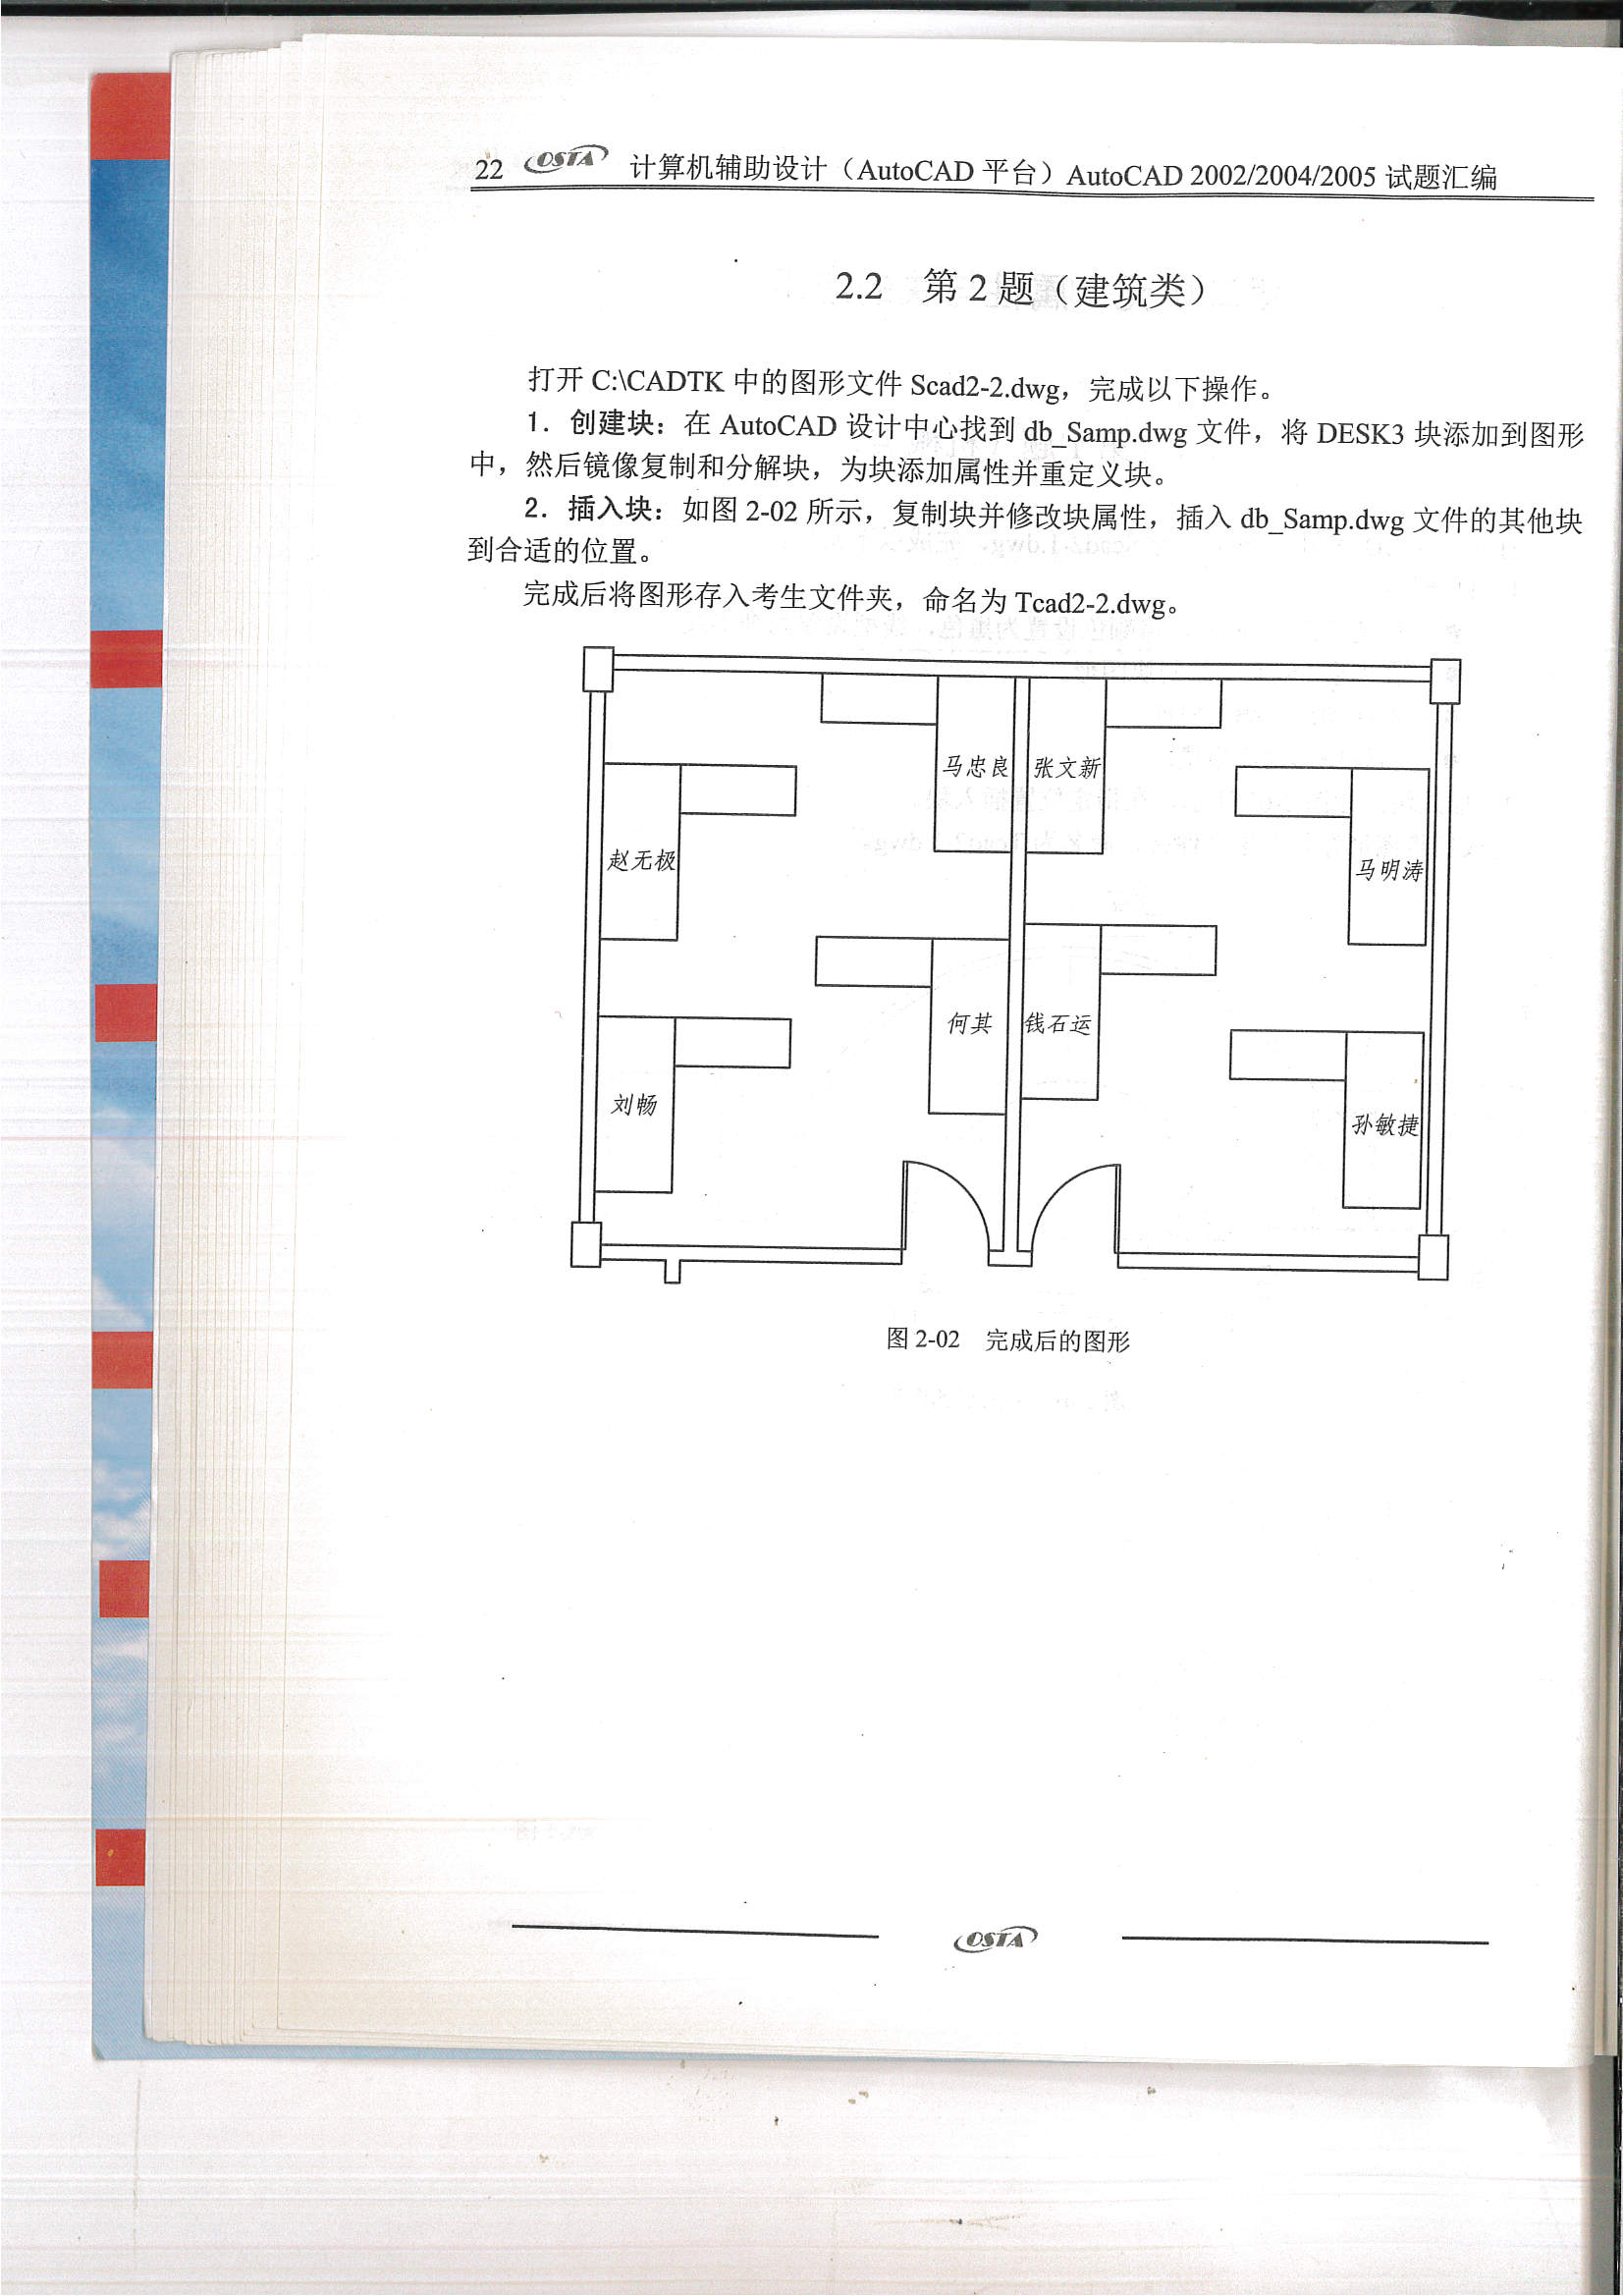 22 OSTA 计算机辅助设计（AutoCAD 平台）AutoCAD 2002/2004/2005 试题汇编
2.2 第 2 题（建筑类）
打开 C:\CADTK 中的图形文件 Scad2-2.dwg，完成以下操作。
1．创建块：在 AutoCAD 设计中心找到 db_Samp.dwg 文件，将 DESK3 块添加到图形
中，然后镜像复制和分解块，为块添加属性并重定义块。
2．插入块：如图 2-02 所示，复制块并修改块属性，插入 db_Samp.dwg 文件的其他块
到合适的位置。
完成后将图形存入考生文件夹，命名为 Tcad2-2.dwg。
马忠良 张文新
赵无极 马明涛
何其 钱石运
刘畅 孙敏捷
图 2-02 完成后的图形
OSTA